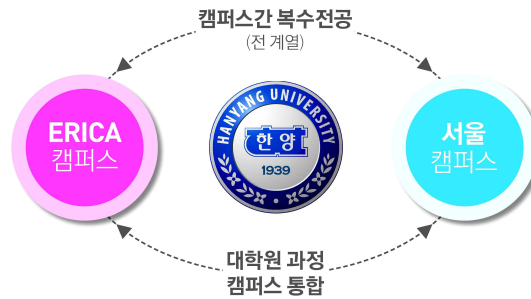 캠퍼스간 복수전공
(전 계열)
ERICA
캠퍼스
HANYANG UNIVERSITY
한양
1939
서울
캠퍼스
대학원 과정
캠퍼스 통합